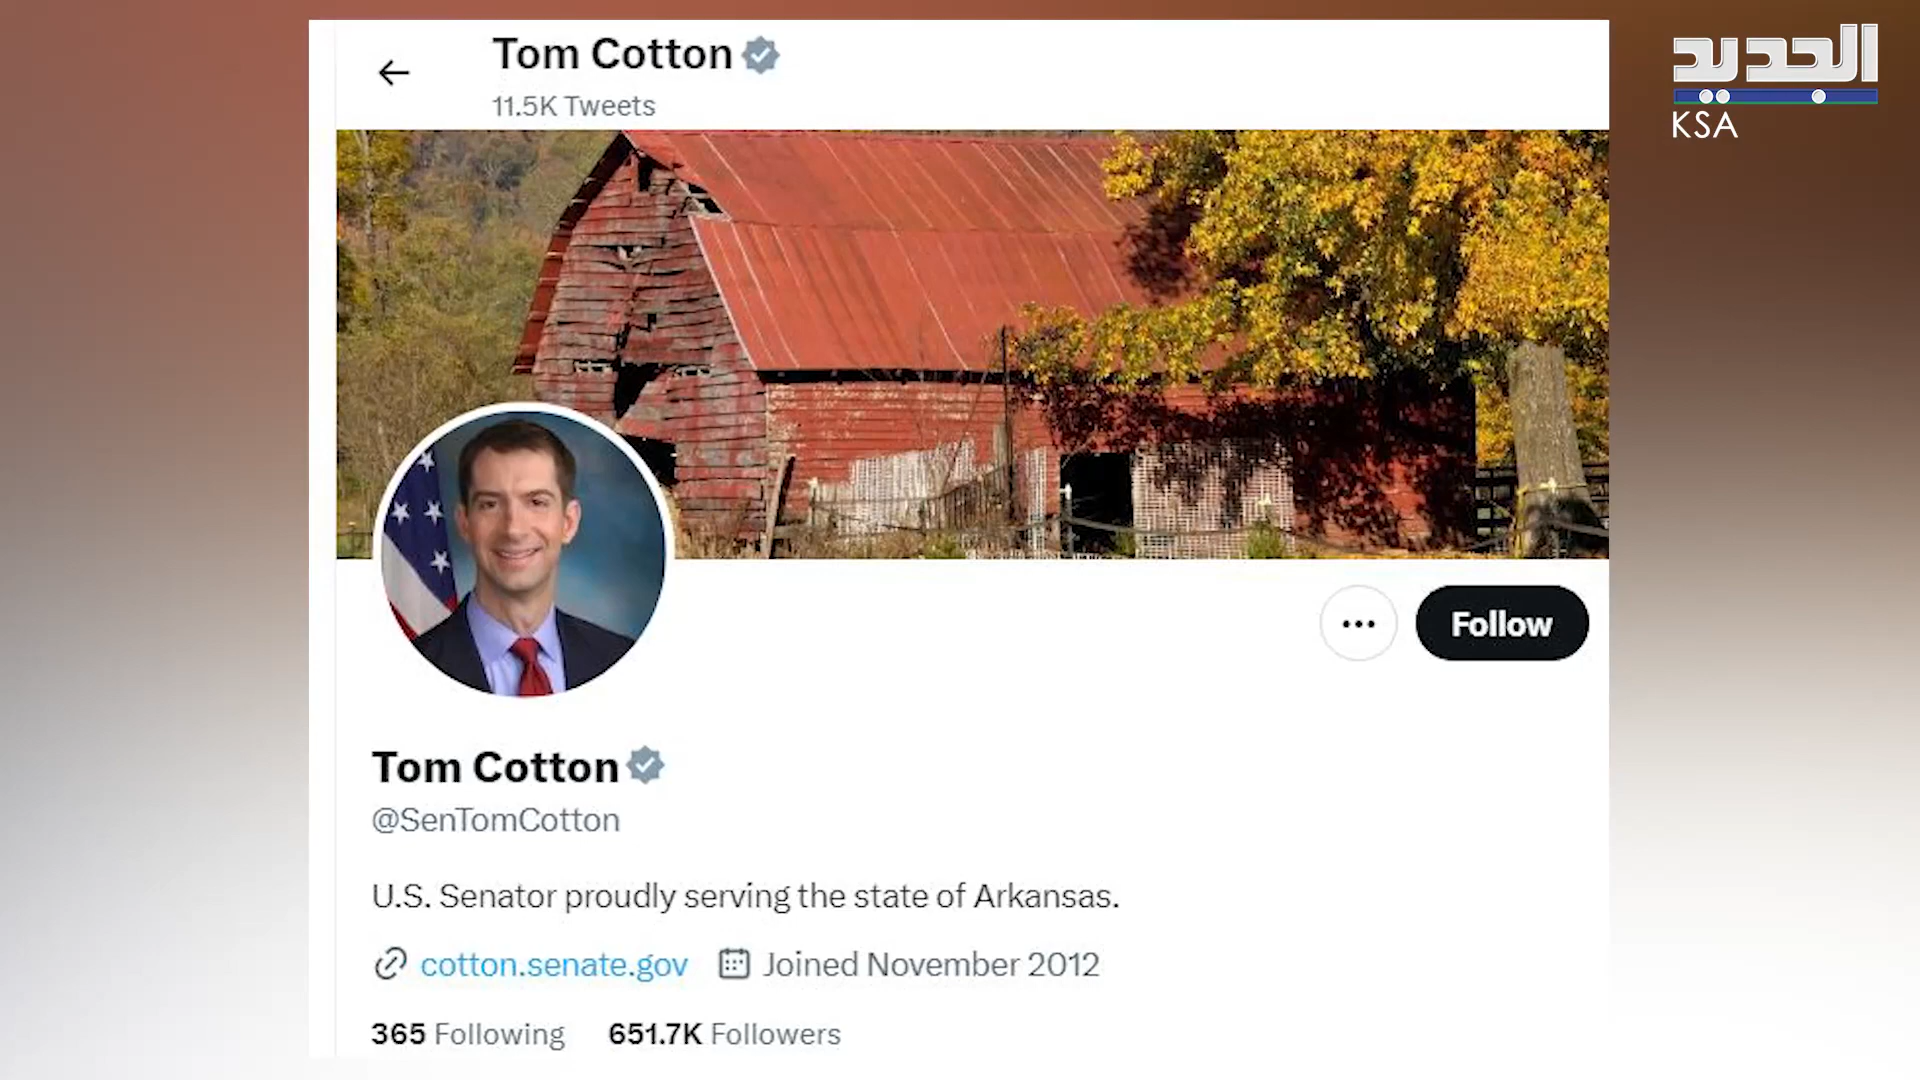 Tom Cotton
11.5K Tweets
الجديد
KSA
Follow
Tom Cotton
@SenTomCotton
U.S. Senator proudly serving the state of Arkansas.
cotton.senate.gov Joined November 2012
365 Following 651.7K Followers